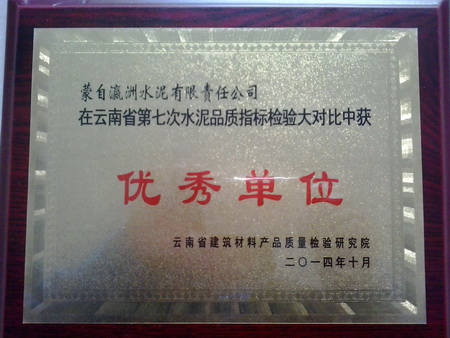 蒙自瀛洲水泥有限责任公司
在云南省第七次水泥品质指标检验大对比中获
优秀单位
云南省建筑材料产品质量检验研究院
二〇一四年十月